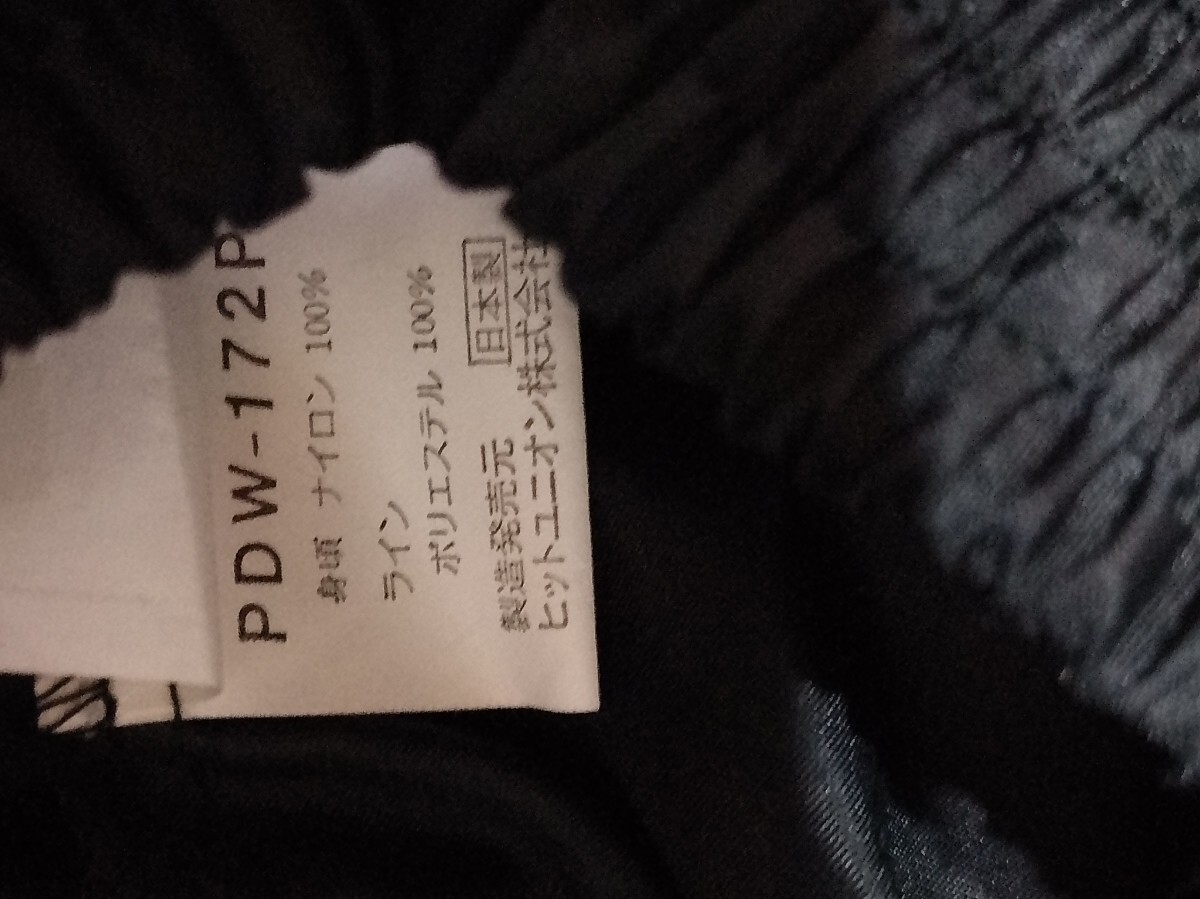 PDW-172P
身頃 ナイロン 100%
ライン
ポリエステル 100%
日本製
製造発売元
ヒットユニオン株式会社